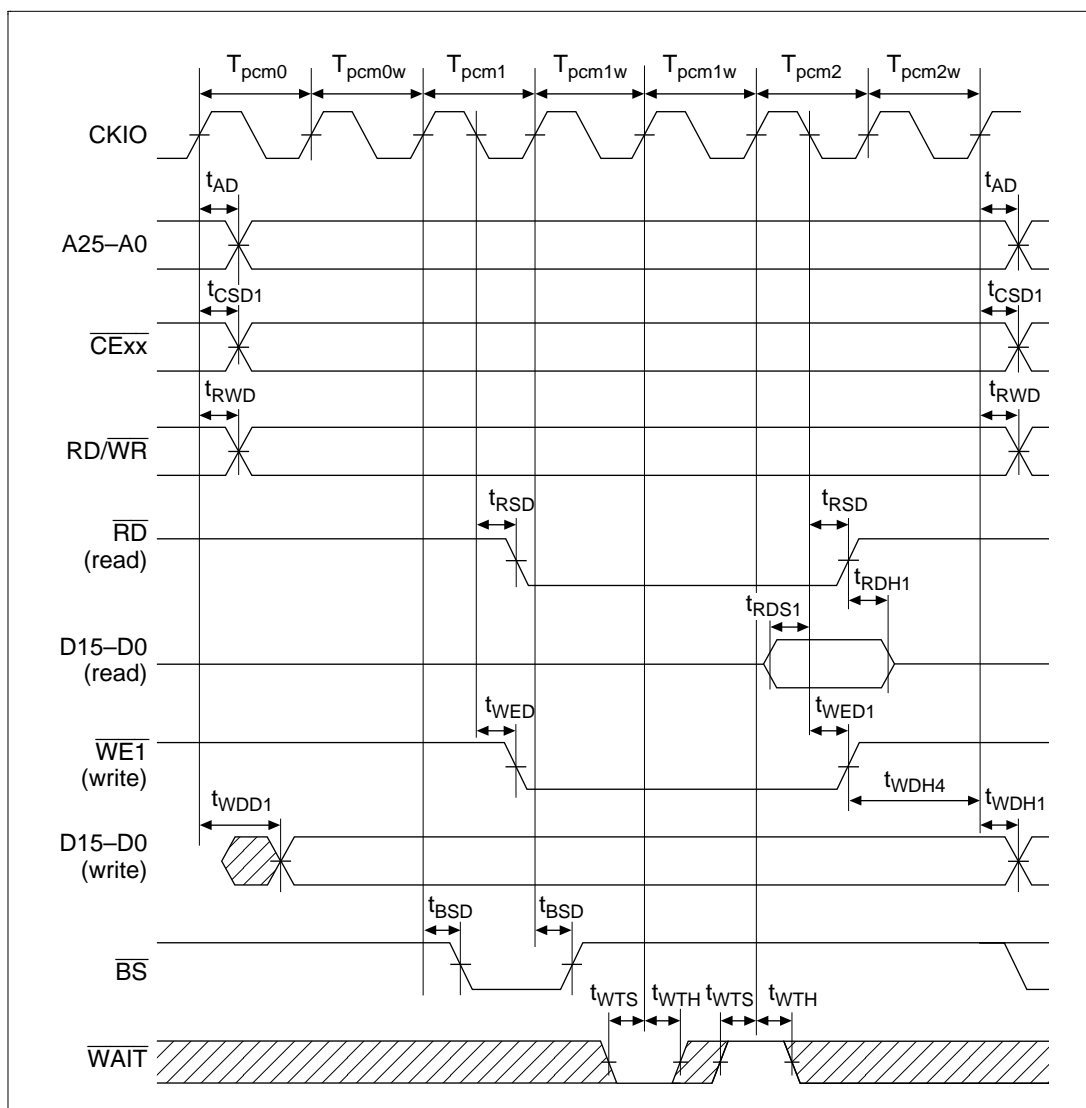 Tpcm0 Tpcm0w Tpcm1 Tpcm1w Tpcm1w Tpcm2 Tpcm2w
CKIO
tAD tAD
A25–A0
tCSD1 tCSD1
CExx
tRWD tRWD
RD/WR
tRSD tRSD
RD
(read)
tRDH1
tRDS1
D15–D0
(read)
tWED tWED1
WE1
(write)
tWDH4
tWDD1 tWDH1
D15–D0
(write)
tBSD tBSD
BS
tWTS tWTH tWTS tWTH
WAIT